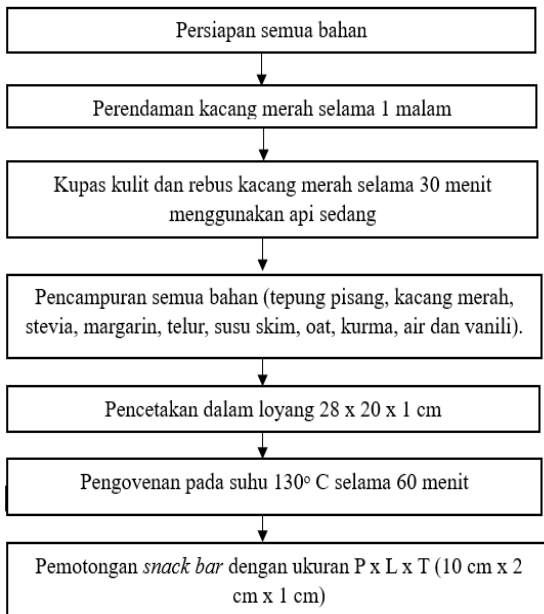 Persiapan semua bahan
Perendaman kacang merah selama 1 malam
Kupas kulit dan rebus kacang merah selama 30 menit
menggunakan api sedang
Pencampuran semua bahan (tepung pisang, kacang merah,
stevia, margarin, telur, susu skim, oat, kurma, air dan vanili).
Pencetakan dalam loyang 28 x 20 x 1 cm
Pengovenan pada suhu 130° C selama 60 menit
Pemotongan snack bar dengan ukuran P x L x T (10 cm x 2
cm x 1 cm)